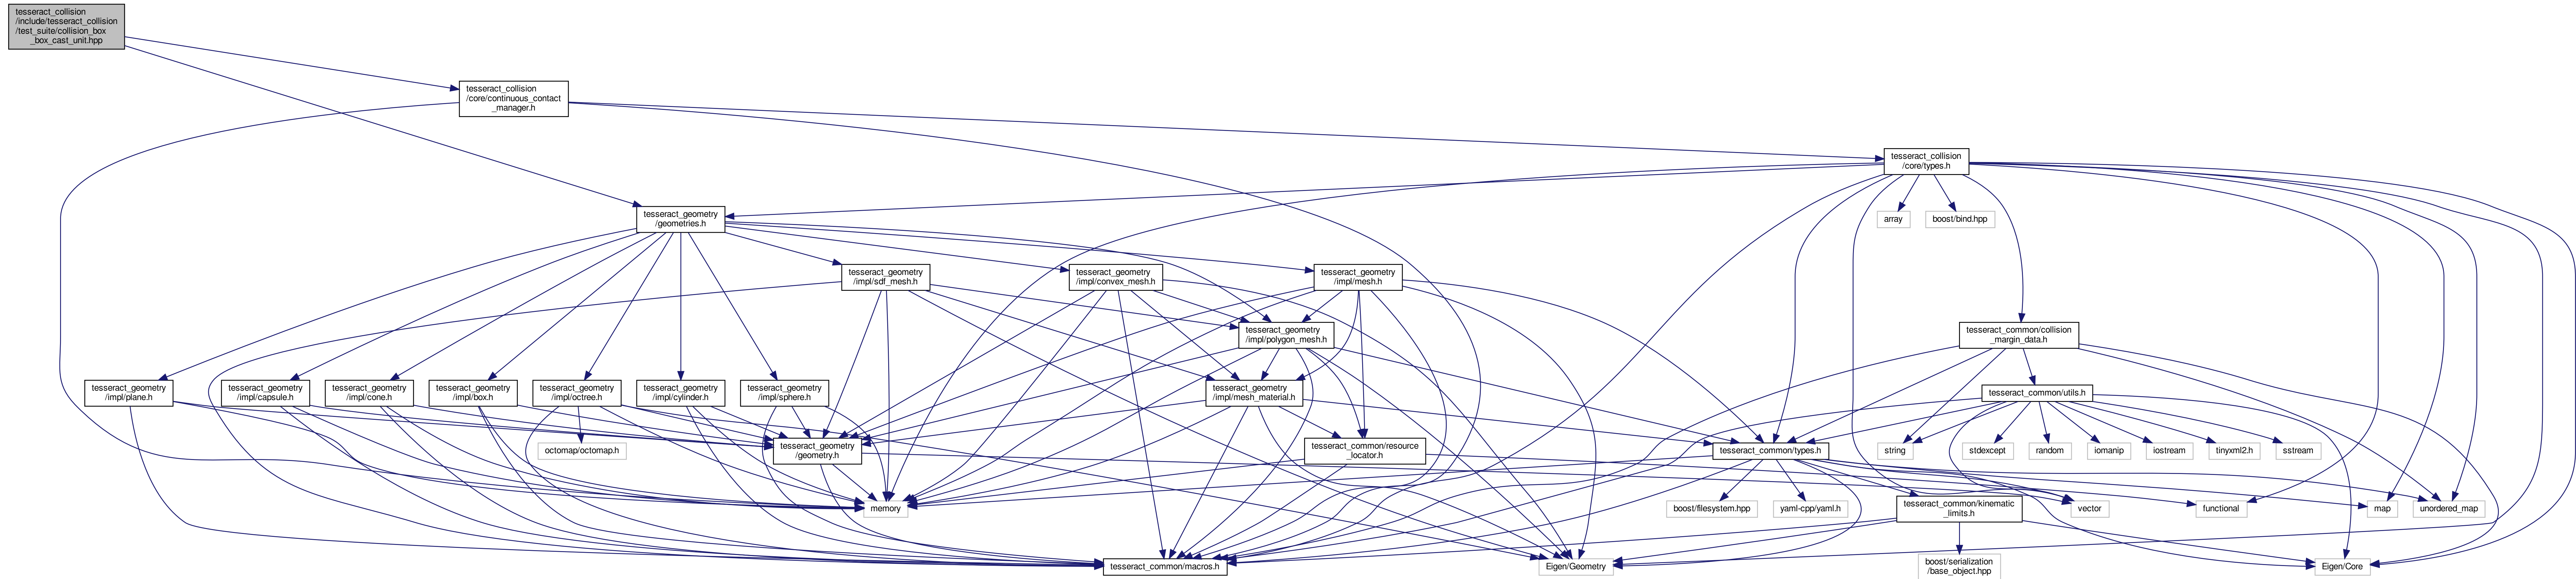 tesseract_collision
/include/tesseract_collision
/test_suite/collision_box
_box_cast_unit.hpp
tesseract_collision
/core/continuous_contact
_manager.h
tesseract_collision
/core/types.h
tesseract_geometry
/geometries.h
array
boost/bind.hpp
tesseract_geometry
/impl/sdf_mesh.h
tesseract_geometry
/impl/convex_mesh.h
tesseract_geometry
/impl/mesh.h
tesseract_geometry
/impl/polygon_mesh.h
tesseract_common/collision
_margin_data.h
tesseract_geometry
/impl/plane.h
tesseract_geometry
/impl/capsule.h
tesseract_geometry
/impl/cone.h
tesseract_geometry
/impl/box.h
tesseract_geometry
/impl/octree.h
tesseract_geometry
/impl/cylinder.h
tesseract_geometry
/impl/sphere.h
tesseract_geometry
/impl/mesh_material.h
tesseract_common/utils.h
octomap/octomap.h
tesseract_geometry
/geometry.h
tesseract_common/resource
_locator.h
tesseract_common/types.h
string
stdexcept
random
iomanip
iostream
tinyxml2.h
sstream
memory
boost/filesystem.hpp
yaml-cpp/yaml.h
tesseract_common/kinematic
_limits.h
vector
functional
map
unordered_map
tesseract_common/macros.h
Eigen/Geometry
boost/serialization
/base_object.hpp
Eigen/Core